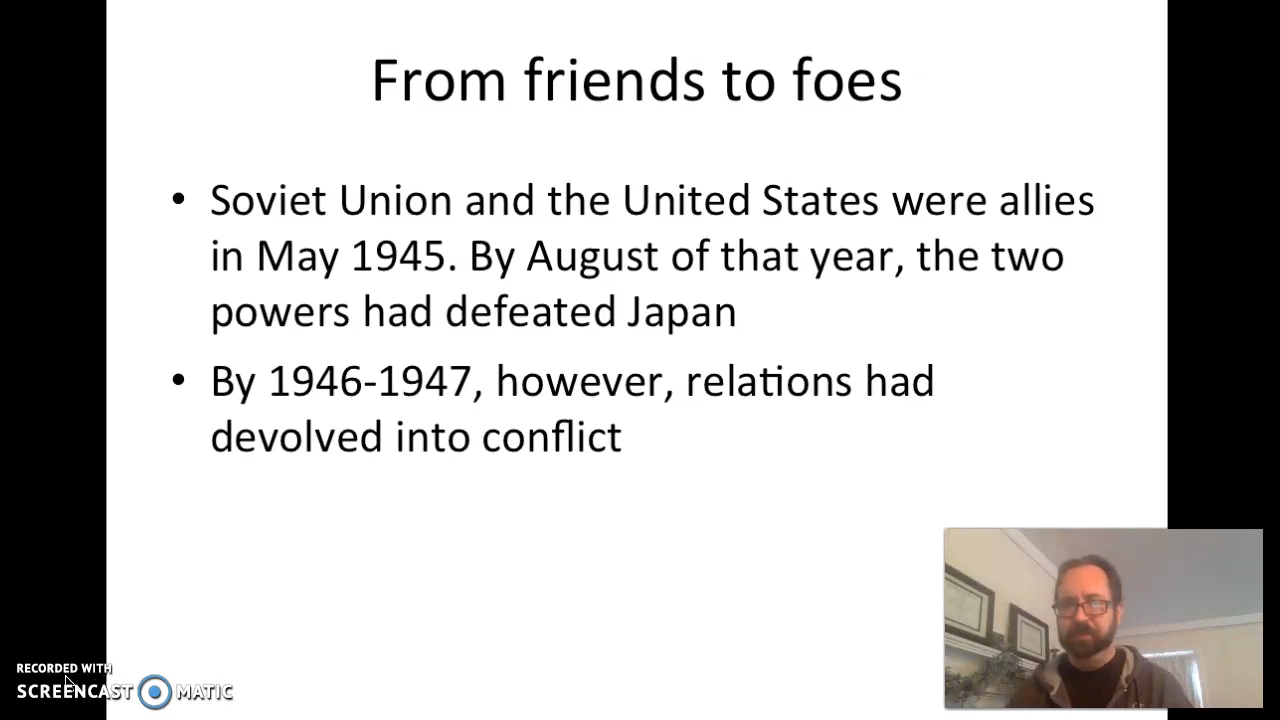 From friends to foes
• Soviet Union and the United States were allies
in May 1945. By August of that year, the two
powers had defeated Japan
• By 1946-1947, however, relations had
devolved into conflict
RECORDED WITH
SCREENCAST MATIC